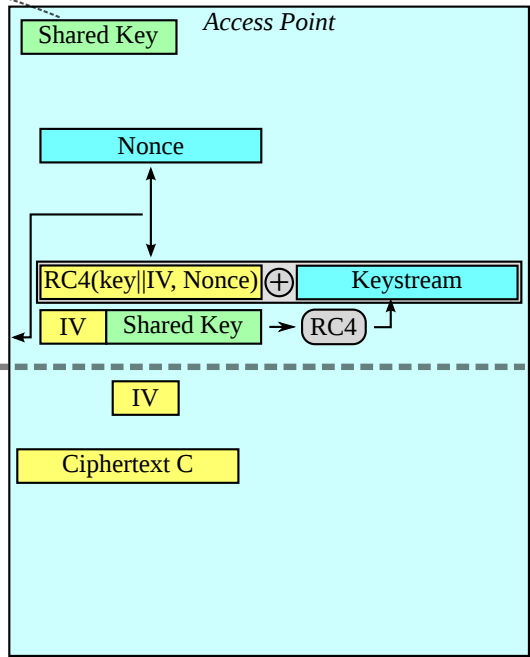 Access Point
Shared Key
Nonce
RC4(key||IV, Nonce) + Keystream
IV Shared Key RC4
IV
Ciphertext C